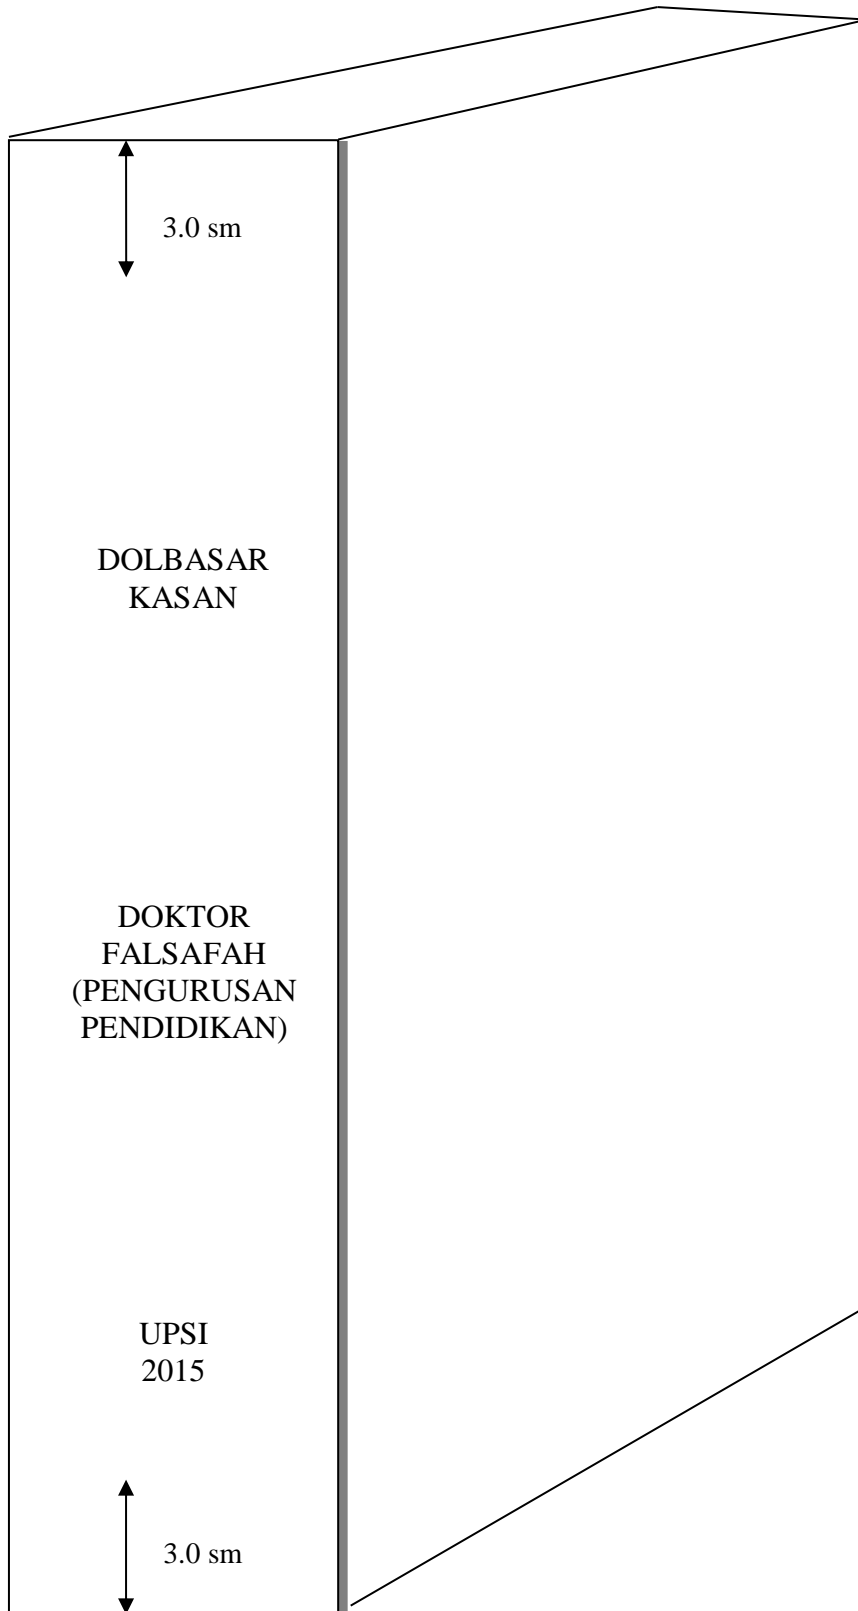 3.0 sm
DOLBASAR
KASAN
DOKTOR
FALSAFAH
(PENGURUSAN
PENDIDIKAN)
UPSI
2015
3.0 sm